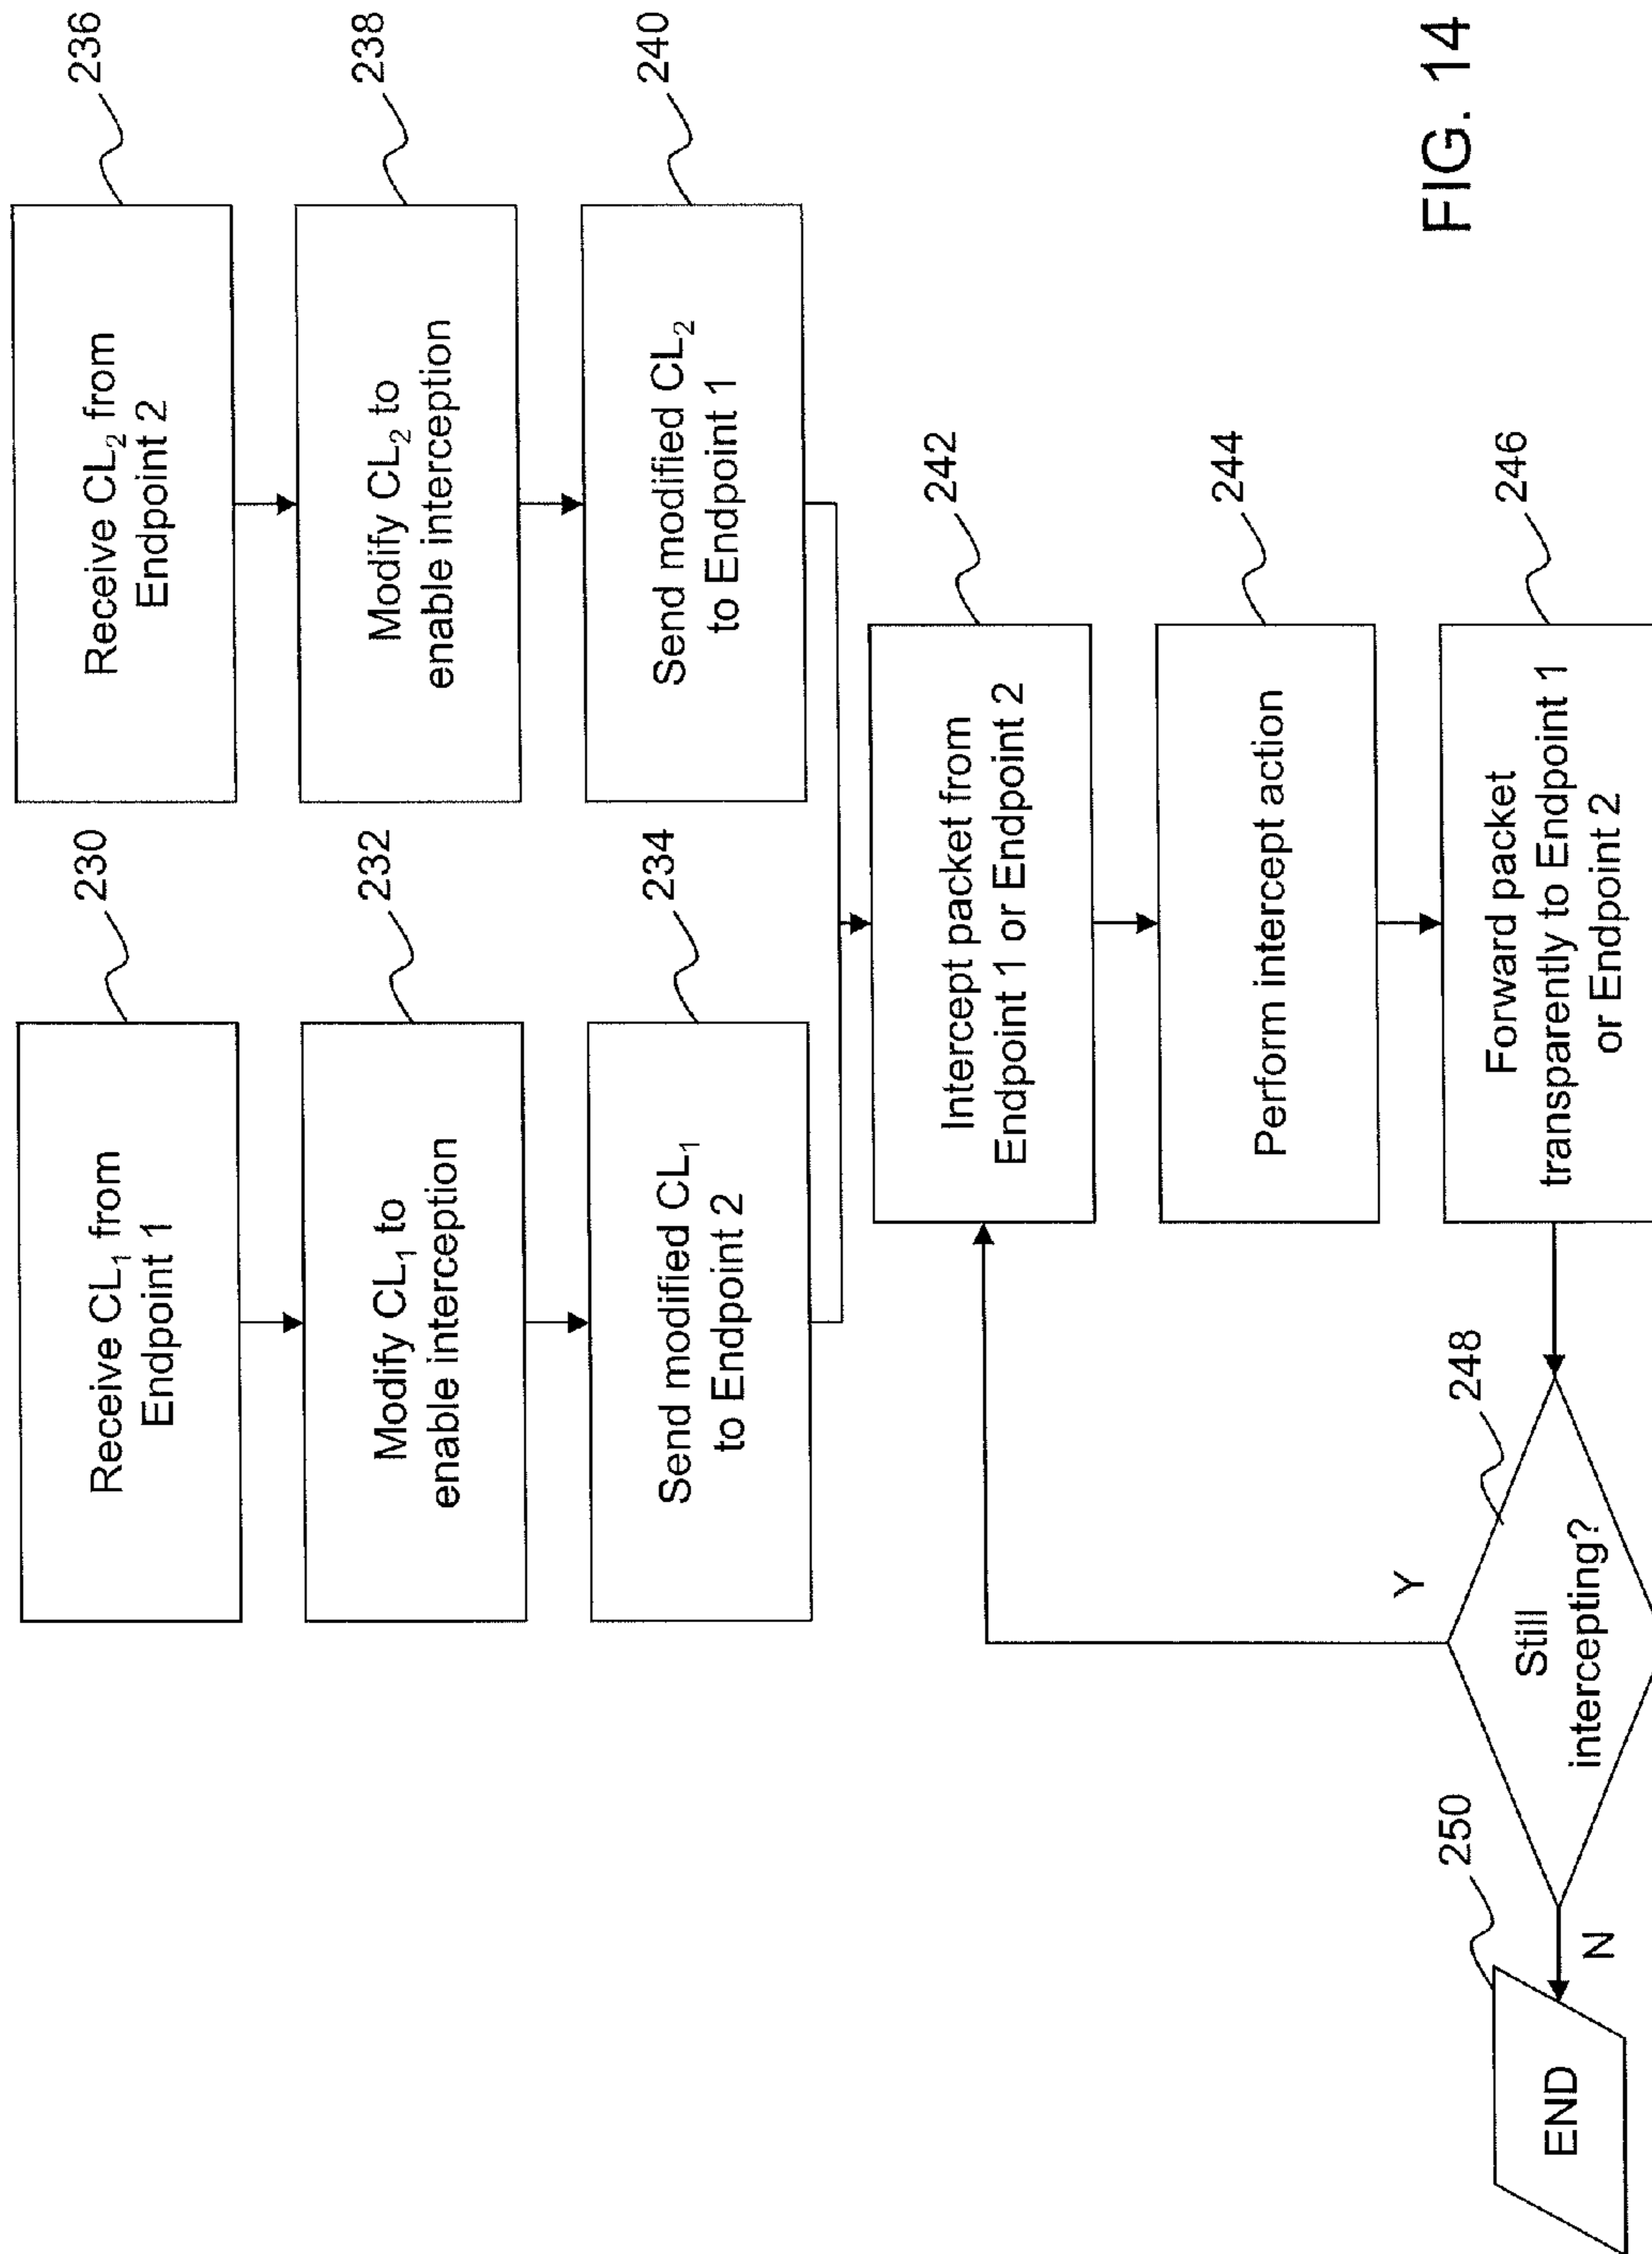 230
Receive CL₁ from
Endpoint 1
232
Modify CL₁ to
enable interception
234
Send modified CL₁
to Endpoint 2
236
Receive CL₂ from
Endpoint 2
238
Modify CL₂ to
enable interception
240
Send modified CL₂
to Endpoint 1
242
Intercept packet from
Endpoint 1 or Endpoint 2
244
Perform intercept action
246
Forward packet
transparently to Endpoint 1
or Endpoint 2
248
Still
intercepting?
Y
N
250
END
FIG. 14